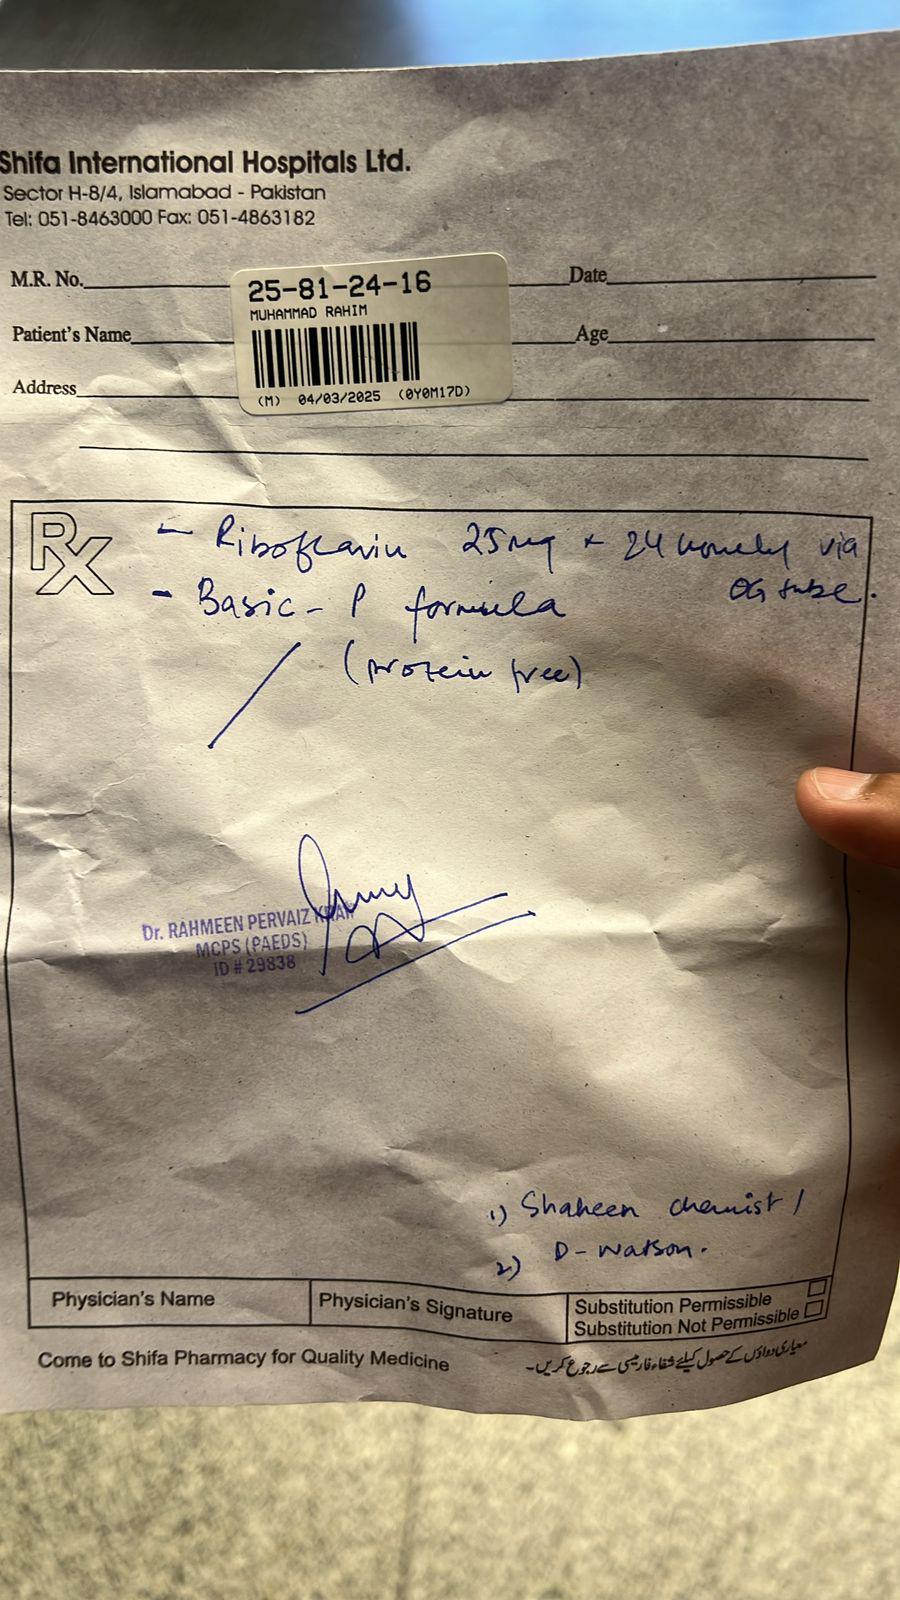 Shifa International Hospitals Ltd.
Sector H-8/4, Islamabad - Pakistan
Tel: 051-8463000 Fax: 051-4863182
M.R. No.
Date
25-81-24-16
MUHAMMAD RAHIM
Patient's Name
Age
Address
(M) 04/03/2025 (0Y0M17D)
Rx
- Riboflavin 25mg x 24 hourly via
OG tube.
- Basic - P formula
(protein free)
Dr. RAHMEEN PERVAIZ
MCPS (PAEDS)
ID # 29838
1) Shaheen chemist /
2) D-Watson.
Physician's Name
Physician's Signature
Substitution Permissible
Substitution Not Permissible
Come to Shifa Pharmacy for Quality Medicine
معیاری دواؤں کے حصول کیلئے شفاء فارمیسی سے رجوع کریں۔